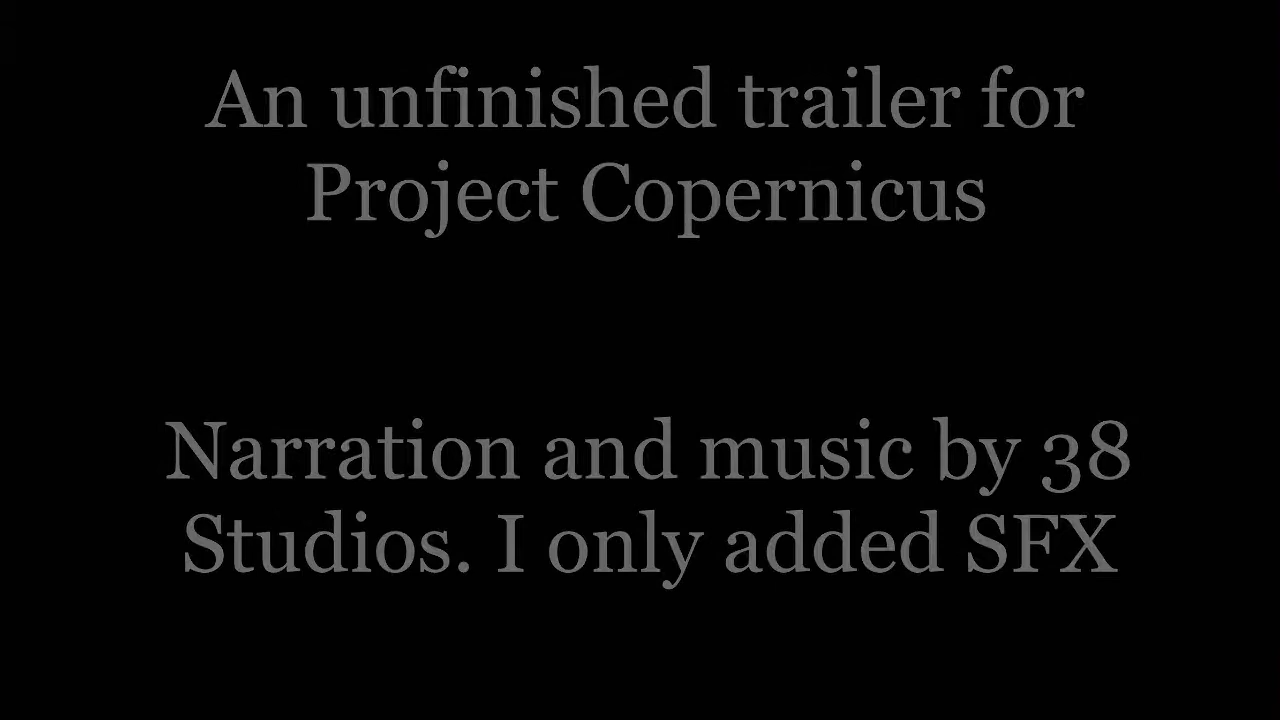 An unfinished trailer for
Project Copernicus
Narration and music by 38
Studios. I only added SFX